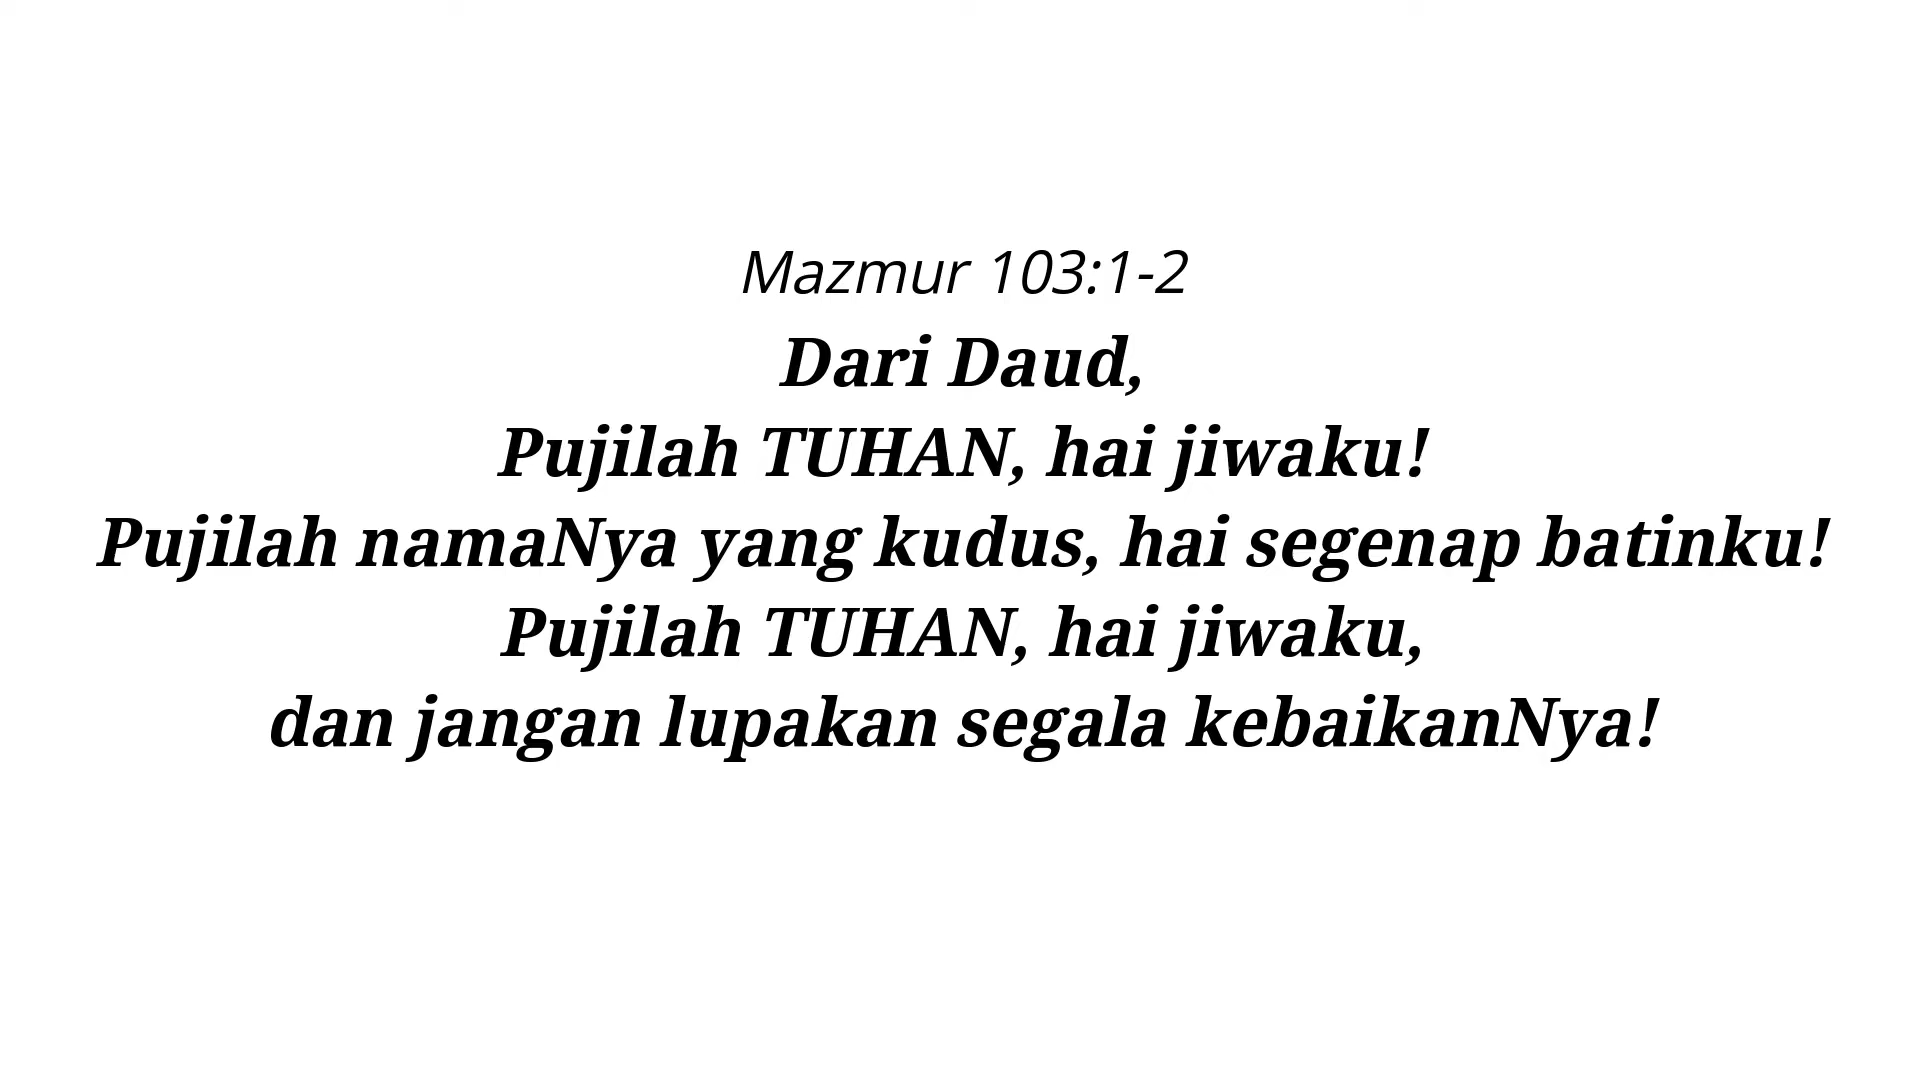 Mazmur 103:1-2
Dari Daud,
Pujilah TUHAN, hai jiwaku!
Pujilah namaNya yang kudus, hai segenap batinku!
Pujilah TUHAN, hai jiwaku,
dan jangan lupakan segala kebaikanNya!